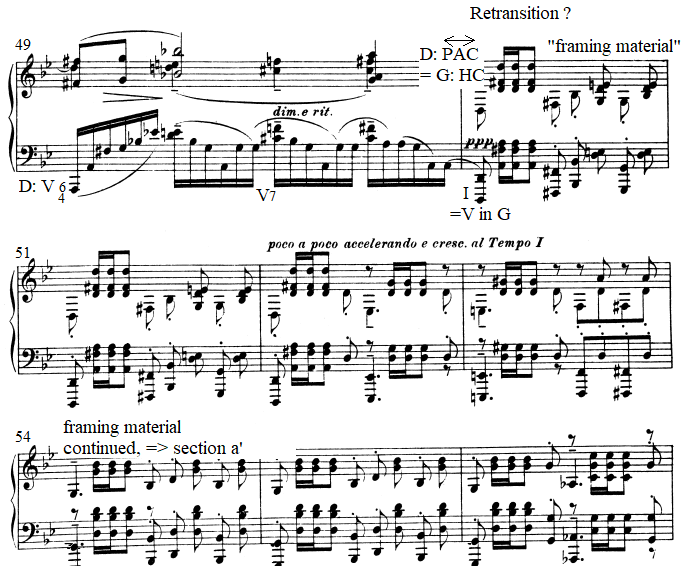 Retransition ?
49
D: PAC
"framing material"
= G: HC
dim. e rit.
ppp
D: V 6
4
V7
I
=V in G
51
poco a poco accelerando e cresc. al Tempo I
framing material
54
continued, => section a'